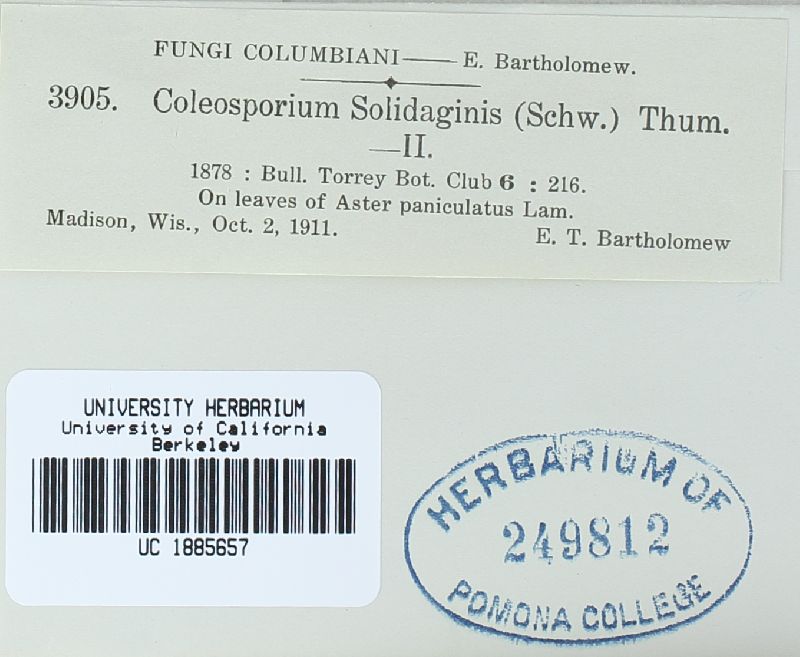 FUNGI COLUMBIANI—— E. Bartholomew.
3905. Coleosporium Solidaginis (Schw.) Thum.
—II.
1878 : Bull. Torrey Bot. Club 6 : 216.
On leaves of Aster paniculatus Lam.
Madison, Wis., Oct. 2, 1911. E. T. Bartholomew
UNIVERSITY HERBARIUM
University of California
Berkeley
UC 1885657
HERBARIUM OF
249812
POMONA COLLEGE